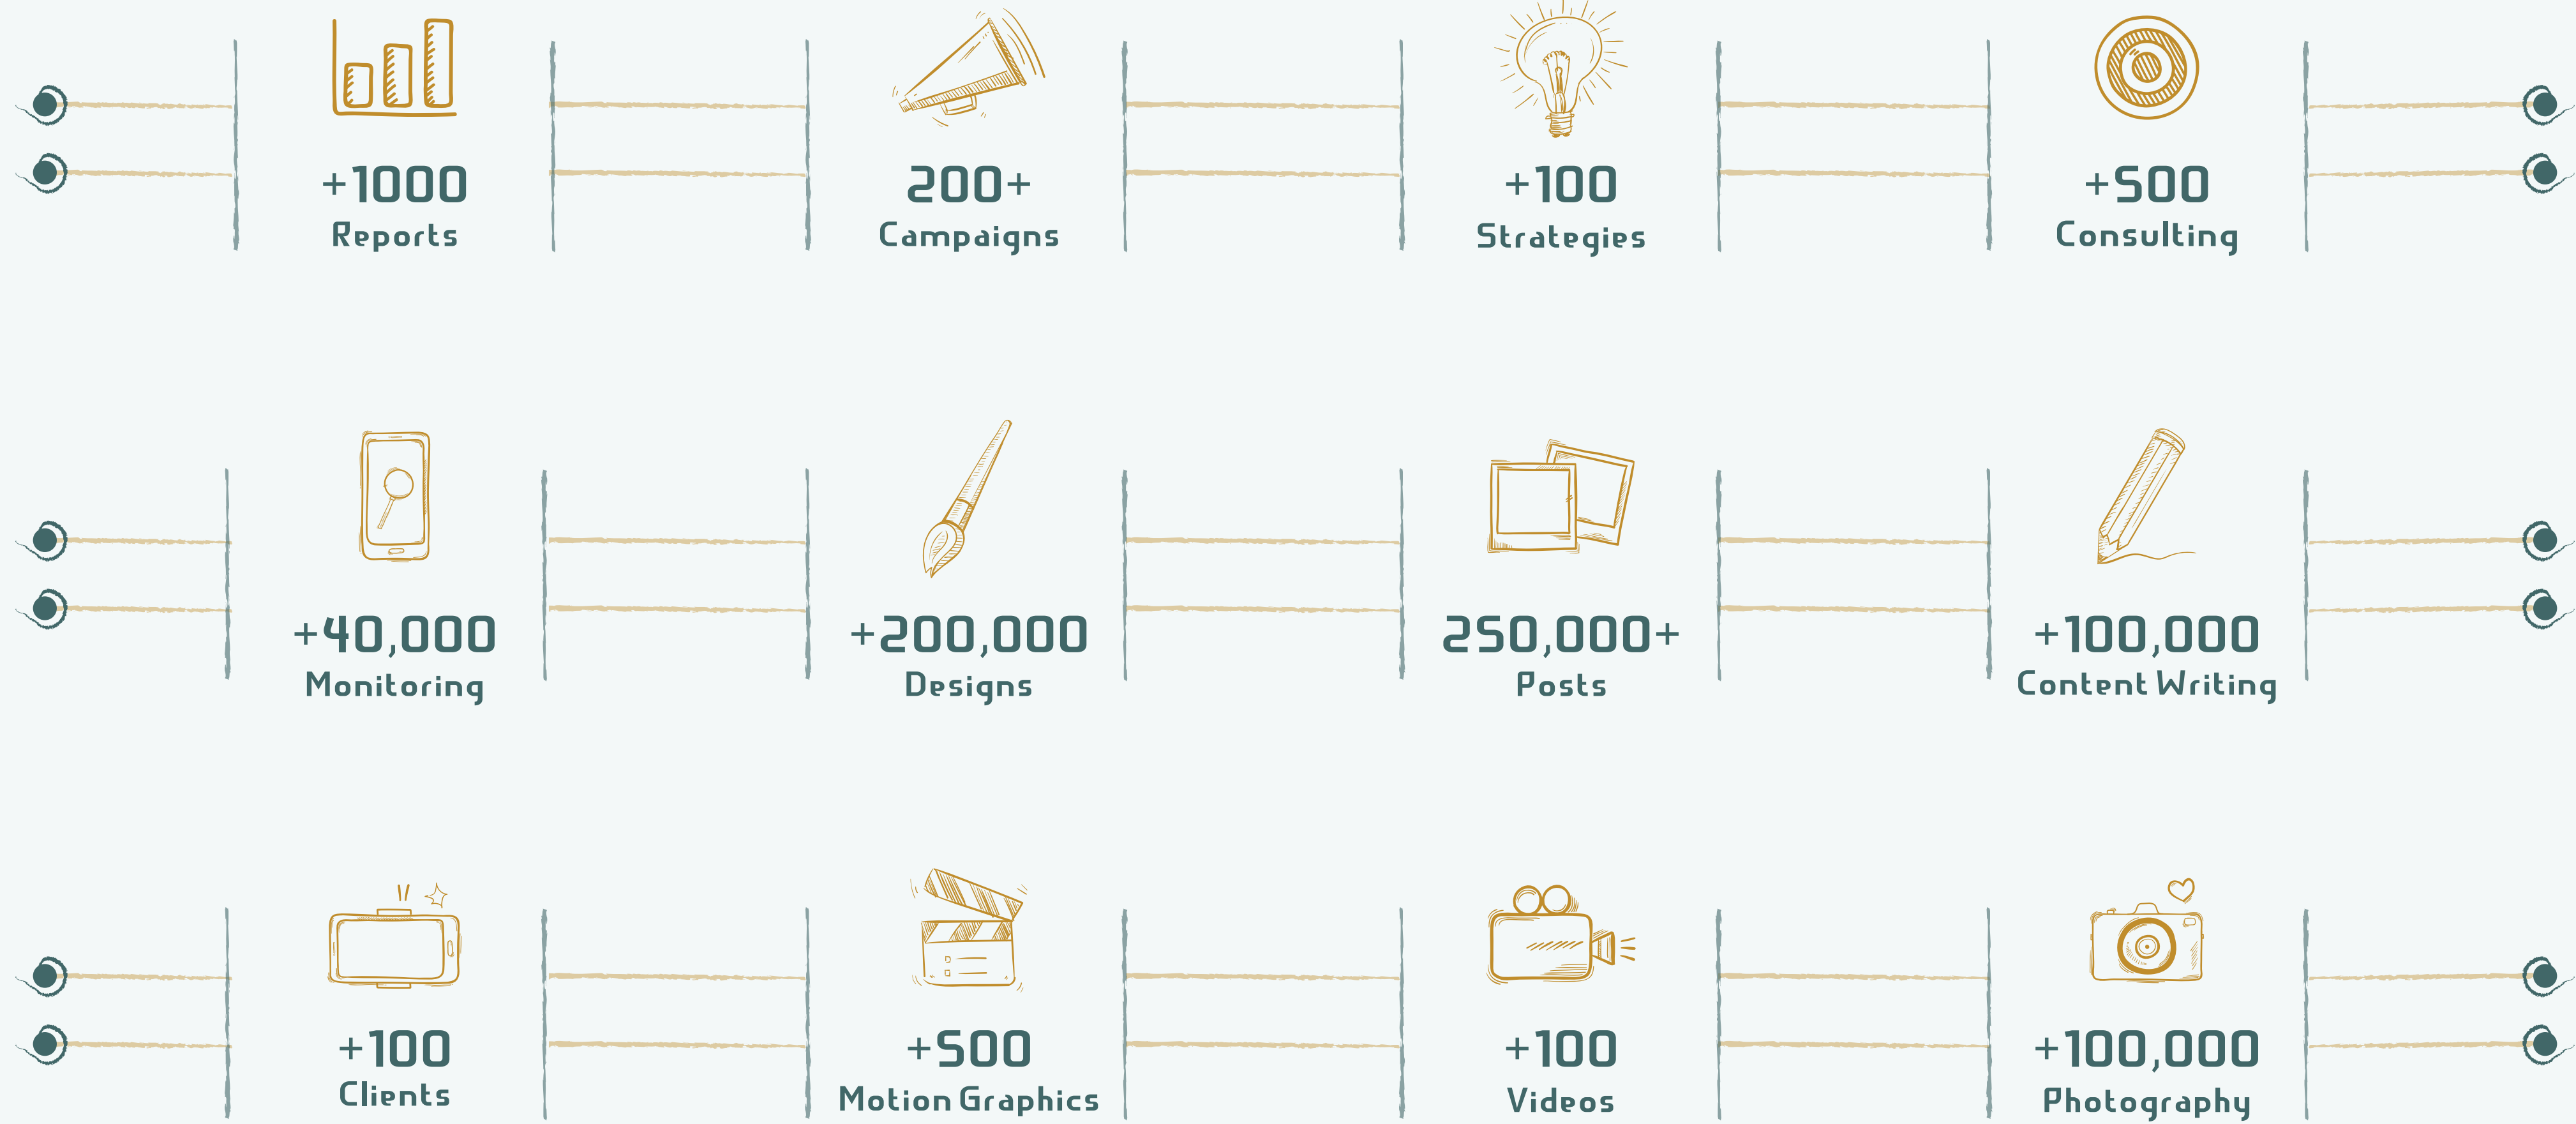 +1000
Reports
200+
Campaigns
+100
Strategies
+500
Consulting
+40,000
Monitoring
+200,000
Designs
250,000+
Posts
+100,000
Content Writing
+100
Clients
+500
Motion Graphics
+100
Videos
+100,000
Photography